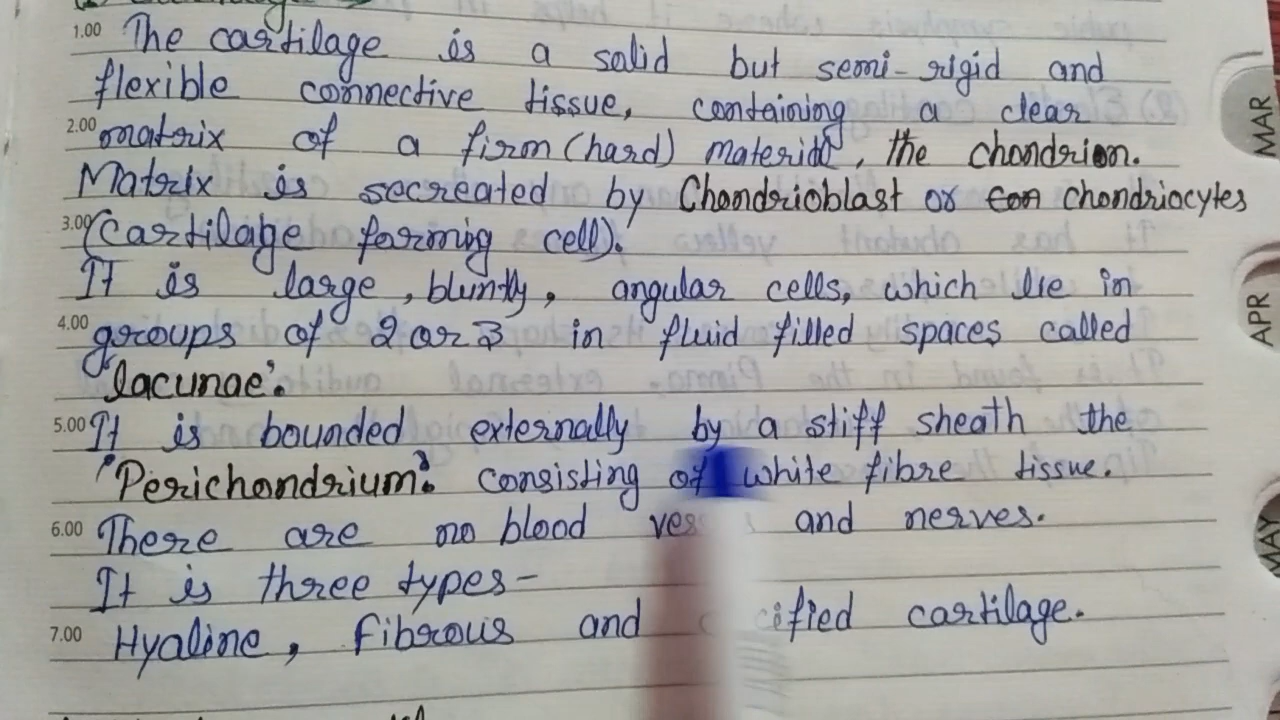 1.00 The cartilage is a solid but semi-rigid and
flexible connective tissue, containing a clear
2.00 matrix of a firm (hard) material, the chondrion.
Matrix is secreated by Chondrioblast or chondriocytes
3.00 (Cartilage forming cell).
It is large, bluntly, angular cells, which lie in
4.00 groups of 2 or 3 in fluid filled spaces called
'lacunae'.
5.00 It is bounded externally by a stiff sheath the
"Perichondrium". consisting of white fibre tissue.
6.00 There are no blood and nerves.
It is three types-
7.00 Hyaline, Fibrous and cartilage.
MAR
APR
MAY